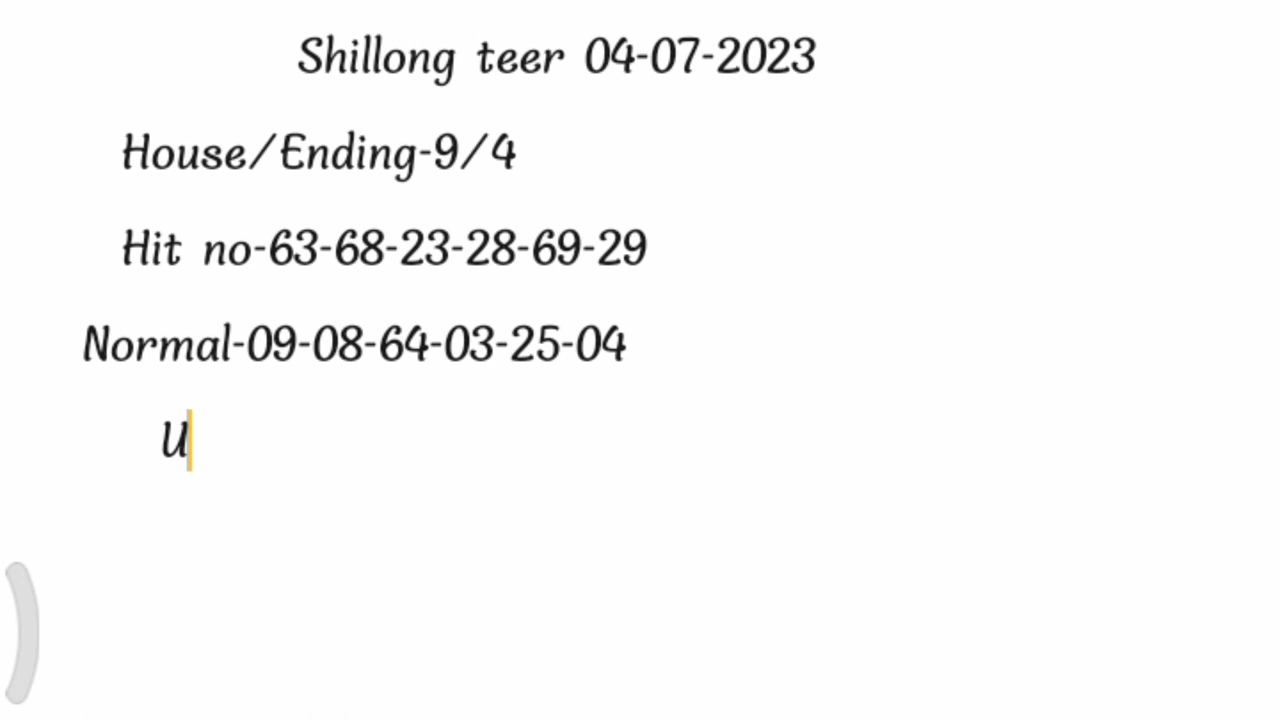 Shillong teer 04-07-2023
House/Ending-9/4
Hit no-63-68-23-28-69-29
Normal-09-08-64-03-25-04
U